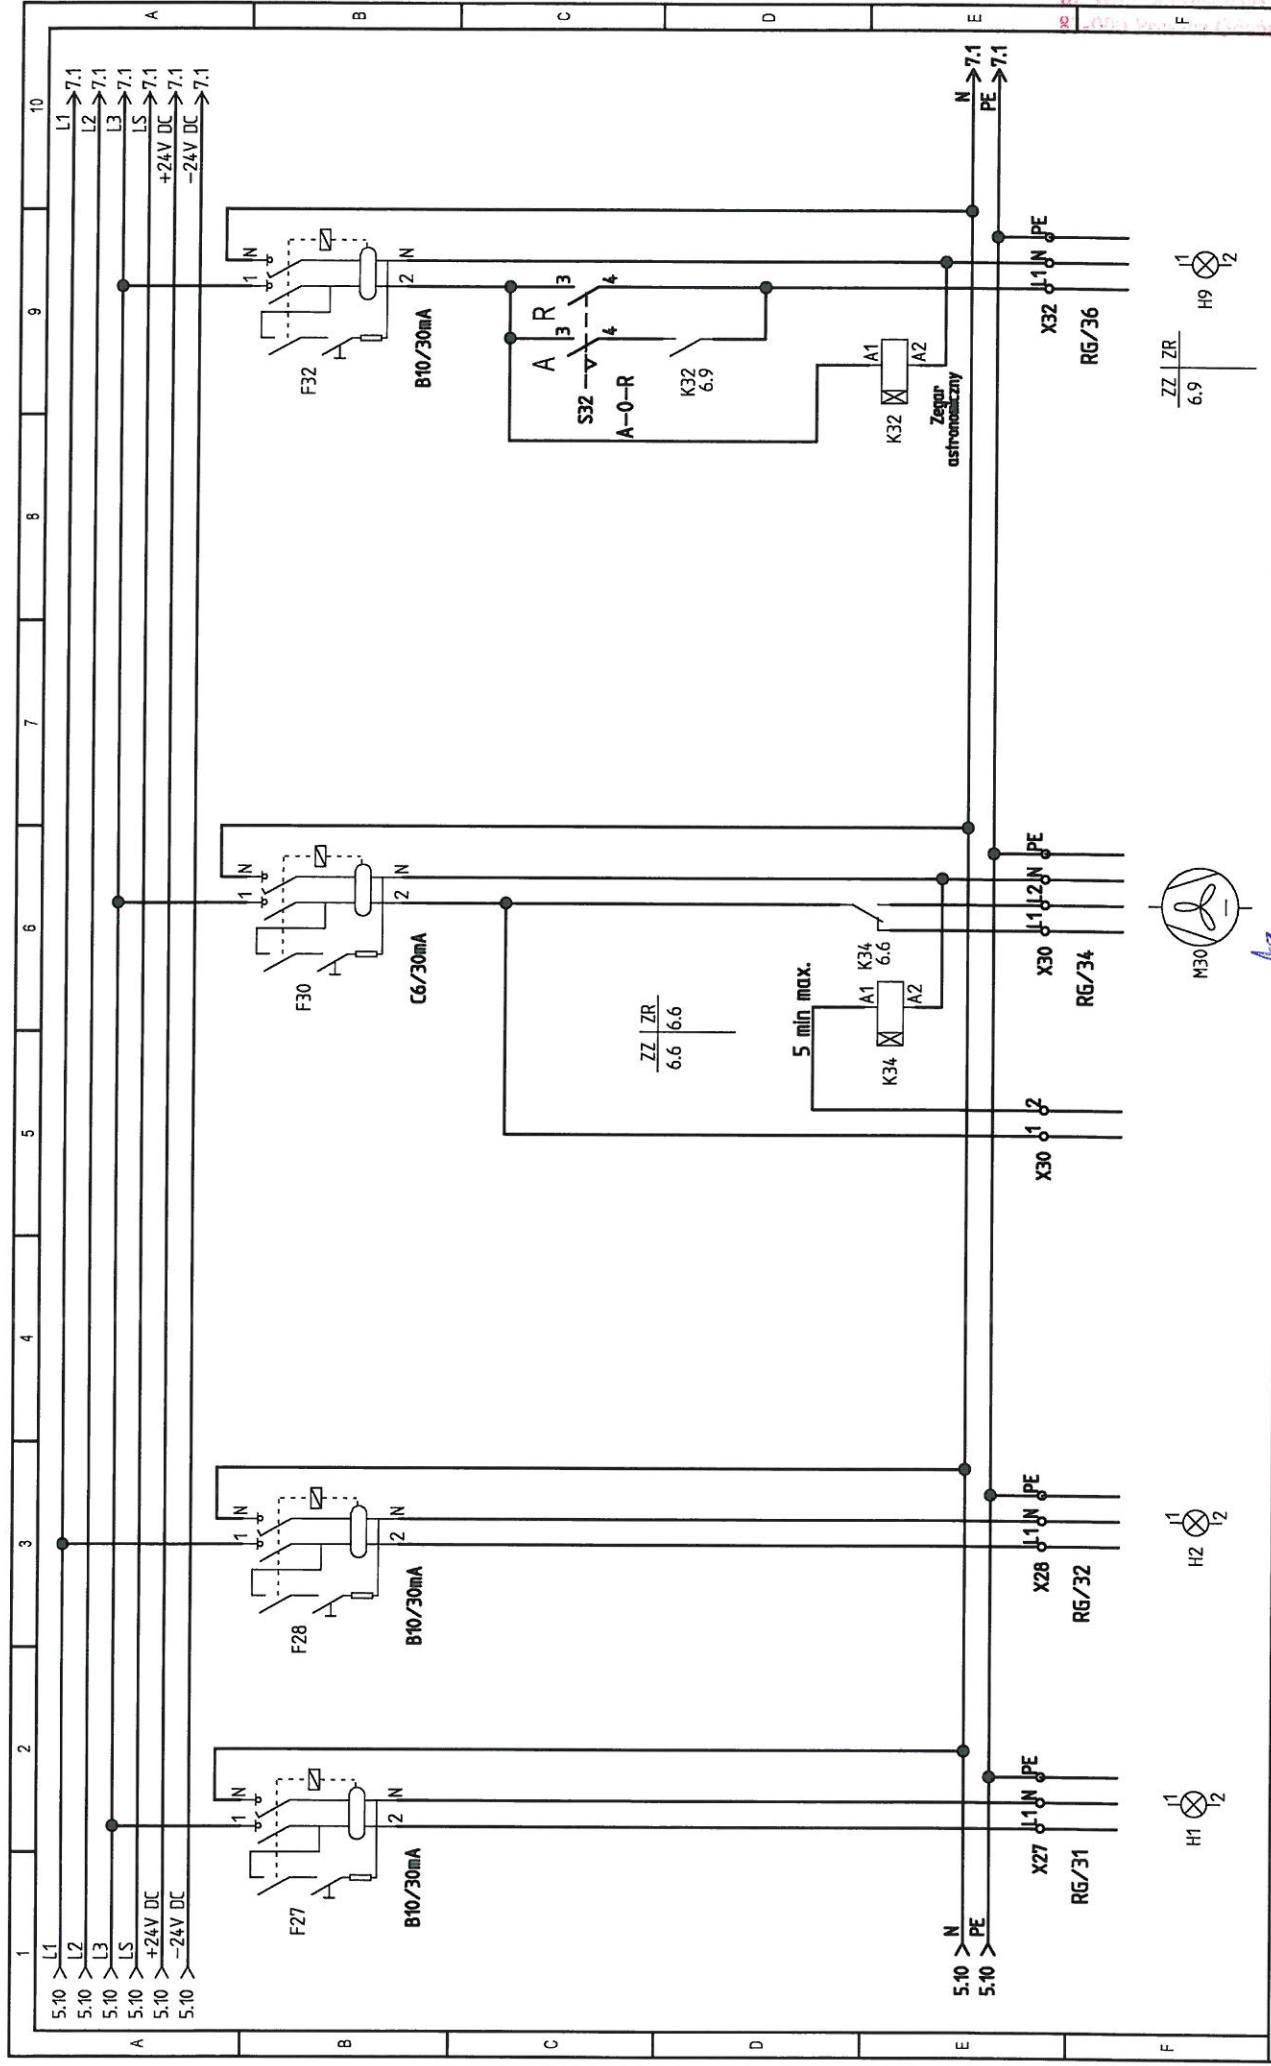 1 2 3 4 5 6 7 8 9 10
A
B
C
D
E
F
A
B
C
D
E
F
5.10 L1
5.10 L2
5.10 L3
5.10 LS
5.10 +24V DC
5.10 -24V DC
L1 7.1
L2 7.1
L3 7.1
LS 7.1
+24V DC 7.1
-24V DC 7.1
1 N
F27
2 N
B10/30mA
1 N
F28
2 N
B10/30mA
1 N
F30
2 N
C6/30mA
1 N
F32
2 N
B10/30mA
A 3 R 3
S32
4 4
A-O-R
K32
6.9
ZZ ZR
6.6 6.6
5 min max.
K34
6.6
K34
A1
A2
K32
A1
A2
Zegar
astronomiczny
5.10 N
5.10 PE
N 7.1
PE 7.1
X27 L1 N PE
RG/31
X28 L1 N PE
RG/32
X30 1 2
X30 L1 L2 N PE
RG/34
X32 L1 N PE
RG/36
H1
1
2
H2
1
2
M30
ZZ ZR
6.9
H9
1
2